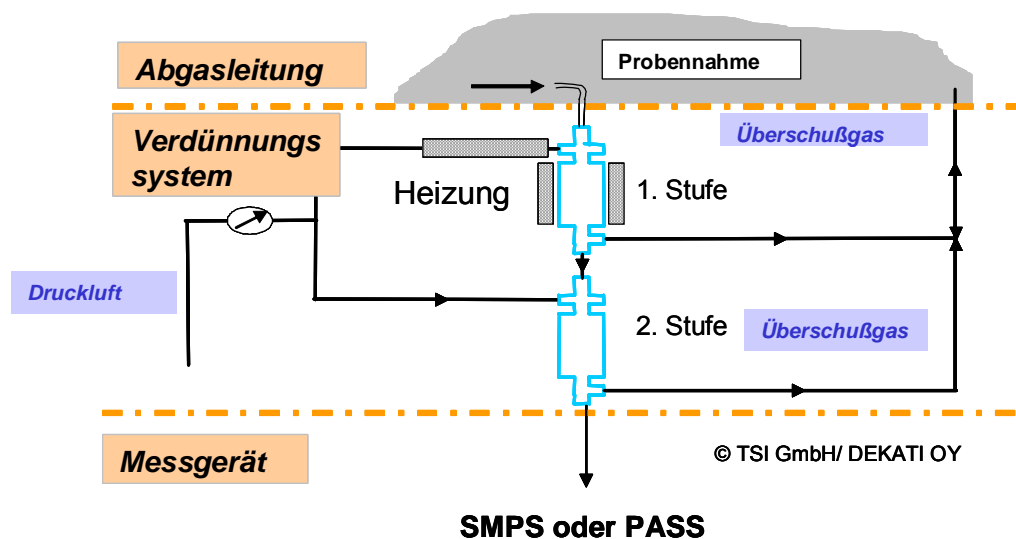 Abgasleitung
Probennahme
Verdünnungs
system
Überschußgas
Heizung
1. Stufe
Druckluft
2. Stufe
Überschußgas
Messgerät
© TSI GmbH/ DEKATI OY
SMPS oder PASS